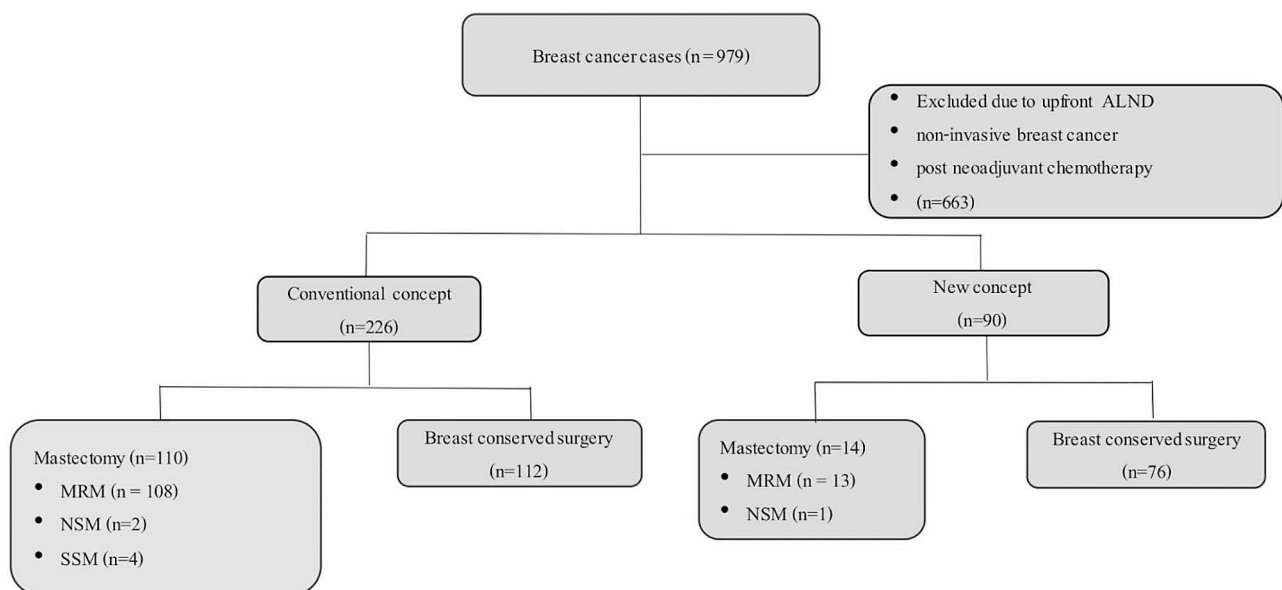 Breast cancer cases (n = 979)
• Excluded due to upfront ALND
• non-invasive breast cancer
• post neoadjuvant chemotherapy
• (n=663)
Conventional concept
(n=226)
New concept
(n=90)
Mastectomy (n=110)
• MRM (n = 108)
• NSM (n=2)
• SSM (n=4)
Breast conserved surgery
(n=112)
Mastectomy (n=14)
• MRM (n = 13)
• NSM (n=1)
Breast conserved surgery
(n=76)